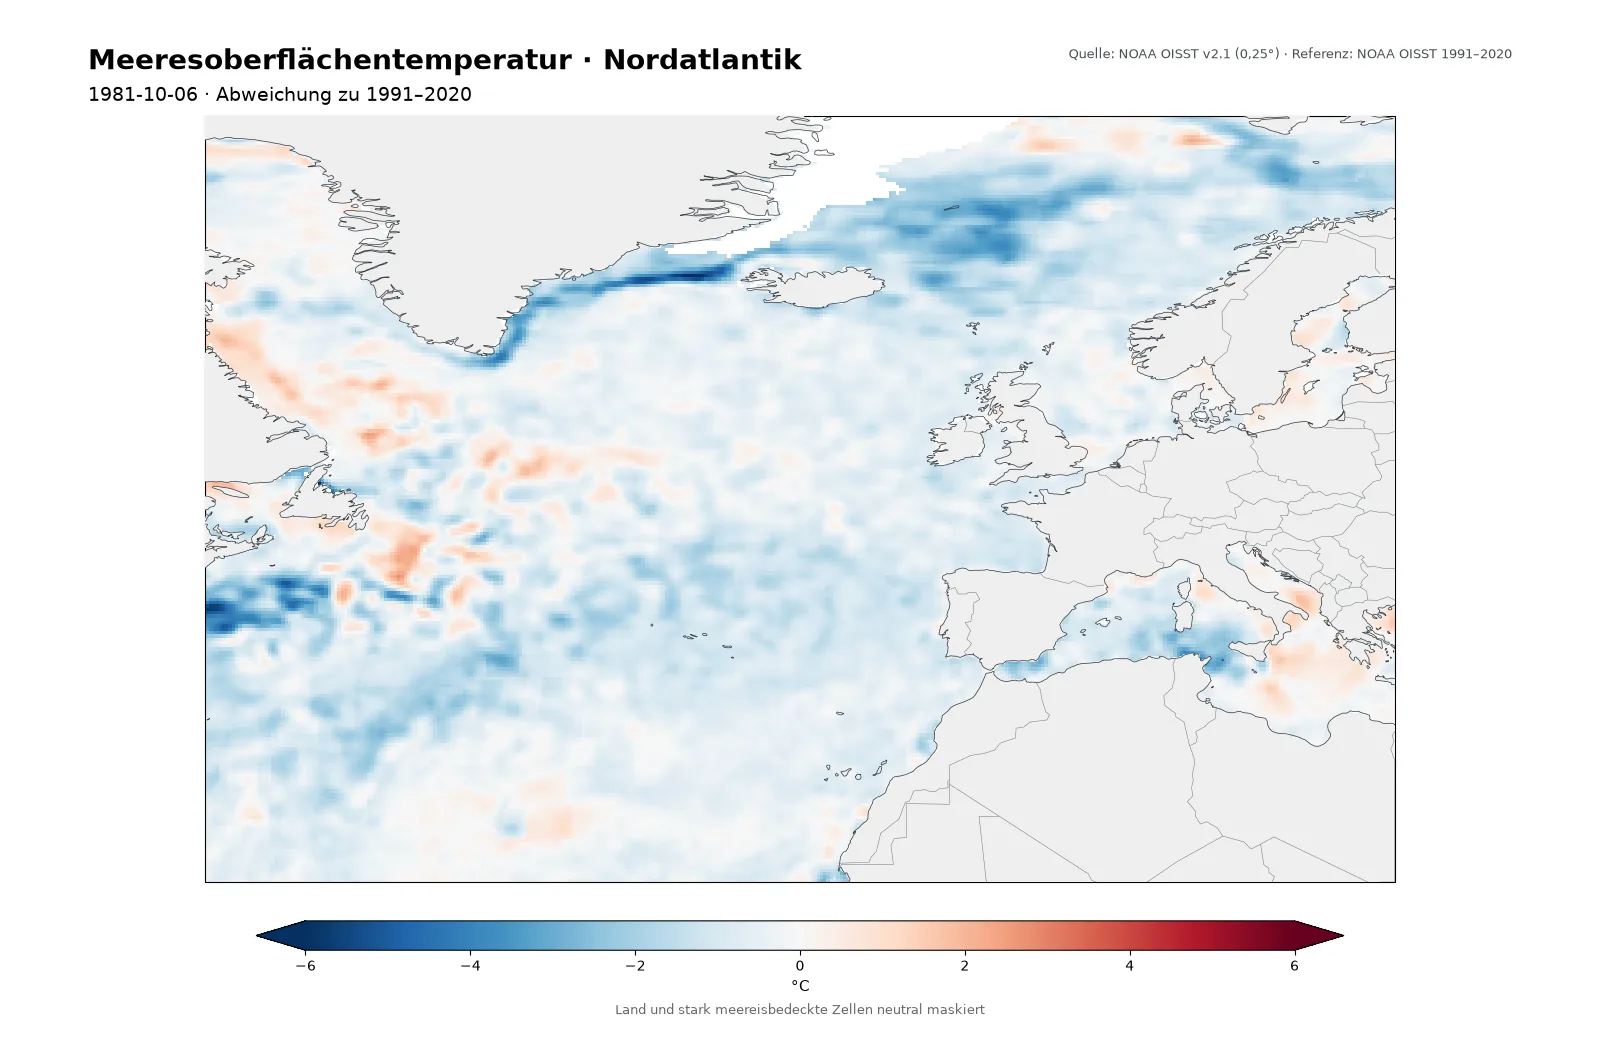 Meeresoberflächentemperatur · Nordatlantik
Quelle: NOAA OISST v2.1 (0,25°) · Referenz: NOAA OISST 1991–2020
1981-10-06 · Abweichung zu 1991–2020
−6 −4 −2 0 2 4 6
°C
Land und stark meereisbedeckte Zellen neutral maskiert